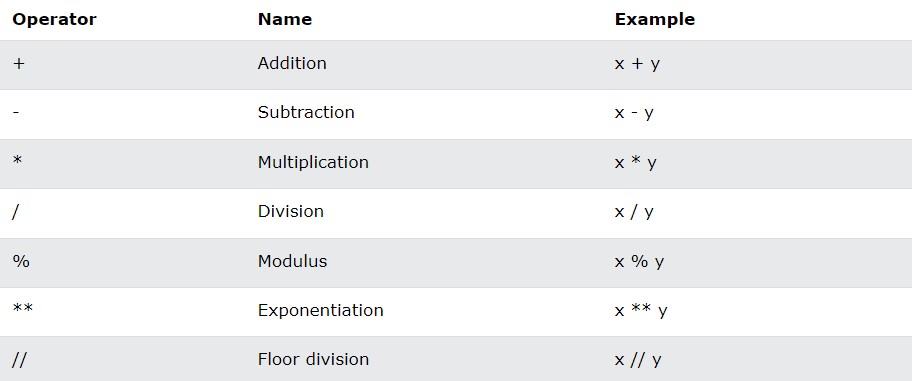 Operator Name Example
+ Addition x + y
- Subtraction x - y
* Multiplication x * y
/ Division x / y
% Modulus x % y
** Exponentiation x ** y
// Floor division x // y